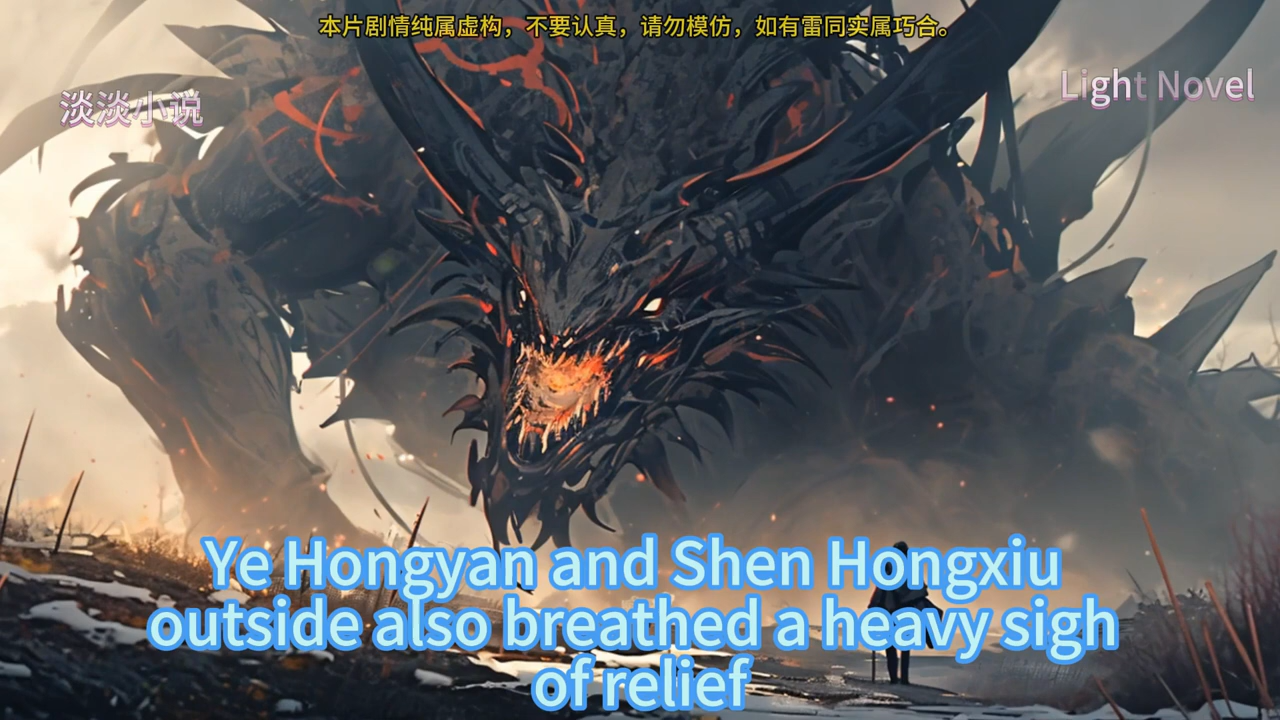 本片剧情纯属虚构，不要认真，请勿模仿，如有雷同实属巧合。
淡淡小说
Light Novel
Ye Hongyan and Shen Hongxiu
outside also breathed a heavy sigh
of relief